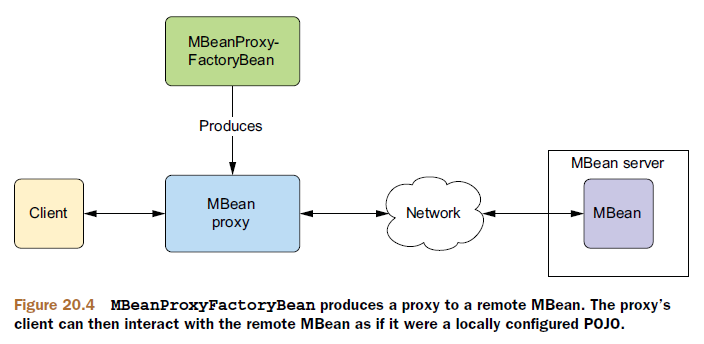 MBeanProxy-
FactoryBean
Produces
MBean server
Client
MBean
proxy
Network
MBean
Figure 20.4 MBeanProxyFactoryBean produces a proxy to a remote MBean. The proxy’s
client can then interact with the remote MBean as if it were a locally configured POJO.